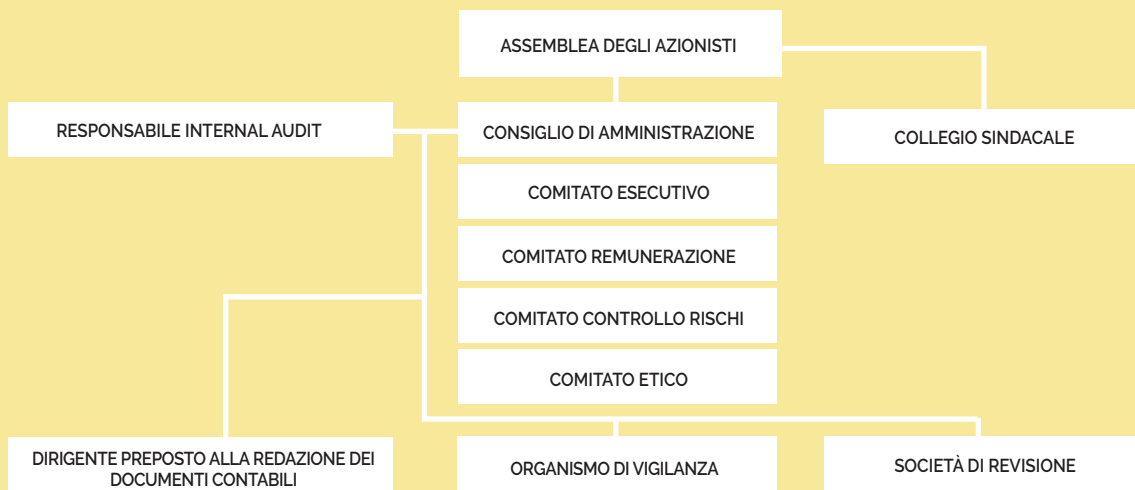 ASSEMBLEA DEGLI AZIONISTI
RESPONSABILE INTERNAL AUDIT
CONSIGLIO DI AMMINISTRAZIONE
COLLEGIO SINDACALE
COMITATO ESECUTIVO
COMITATO REMUNERAZIONE
COMITATO CONTROLLO RISCHI
COMITATO ETICO
DIRIGENTE PREPOSTO ALLA REDAZIONE DEI
DOCUMENTI CONTABILI
ORGANISMO DI VIGILANZA
SOCIETÀ DI REVISIONE